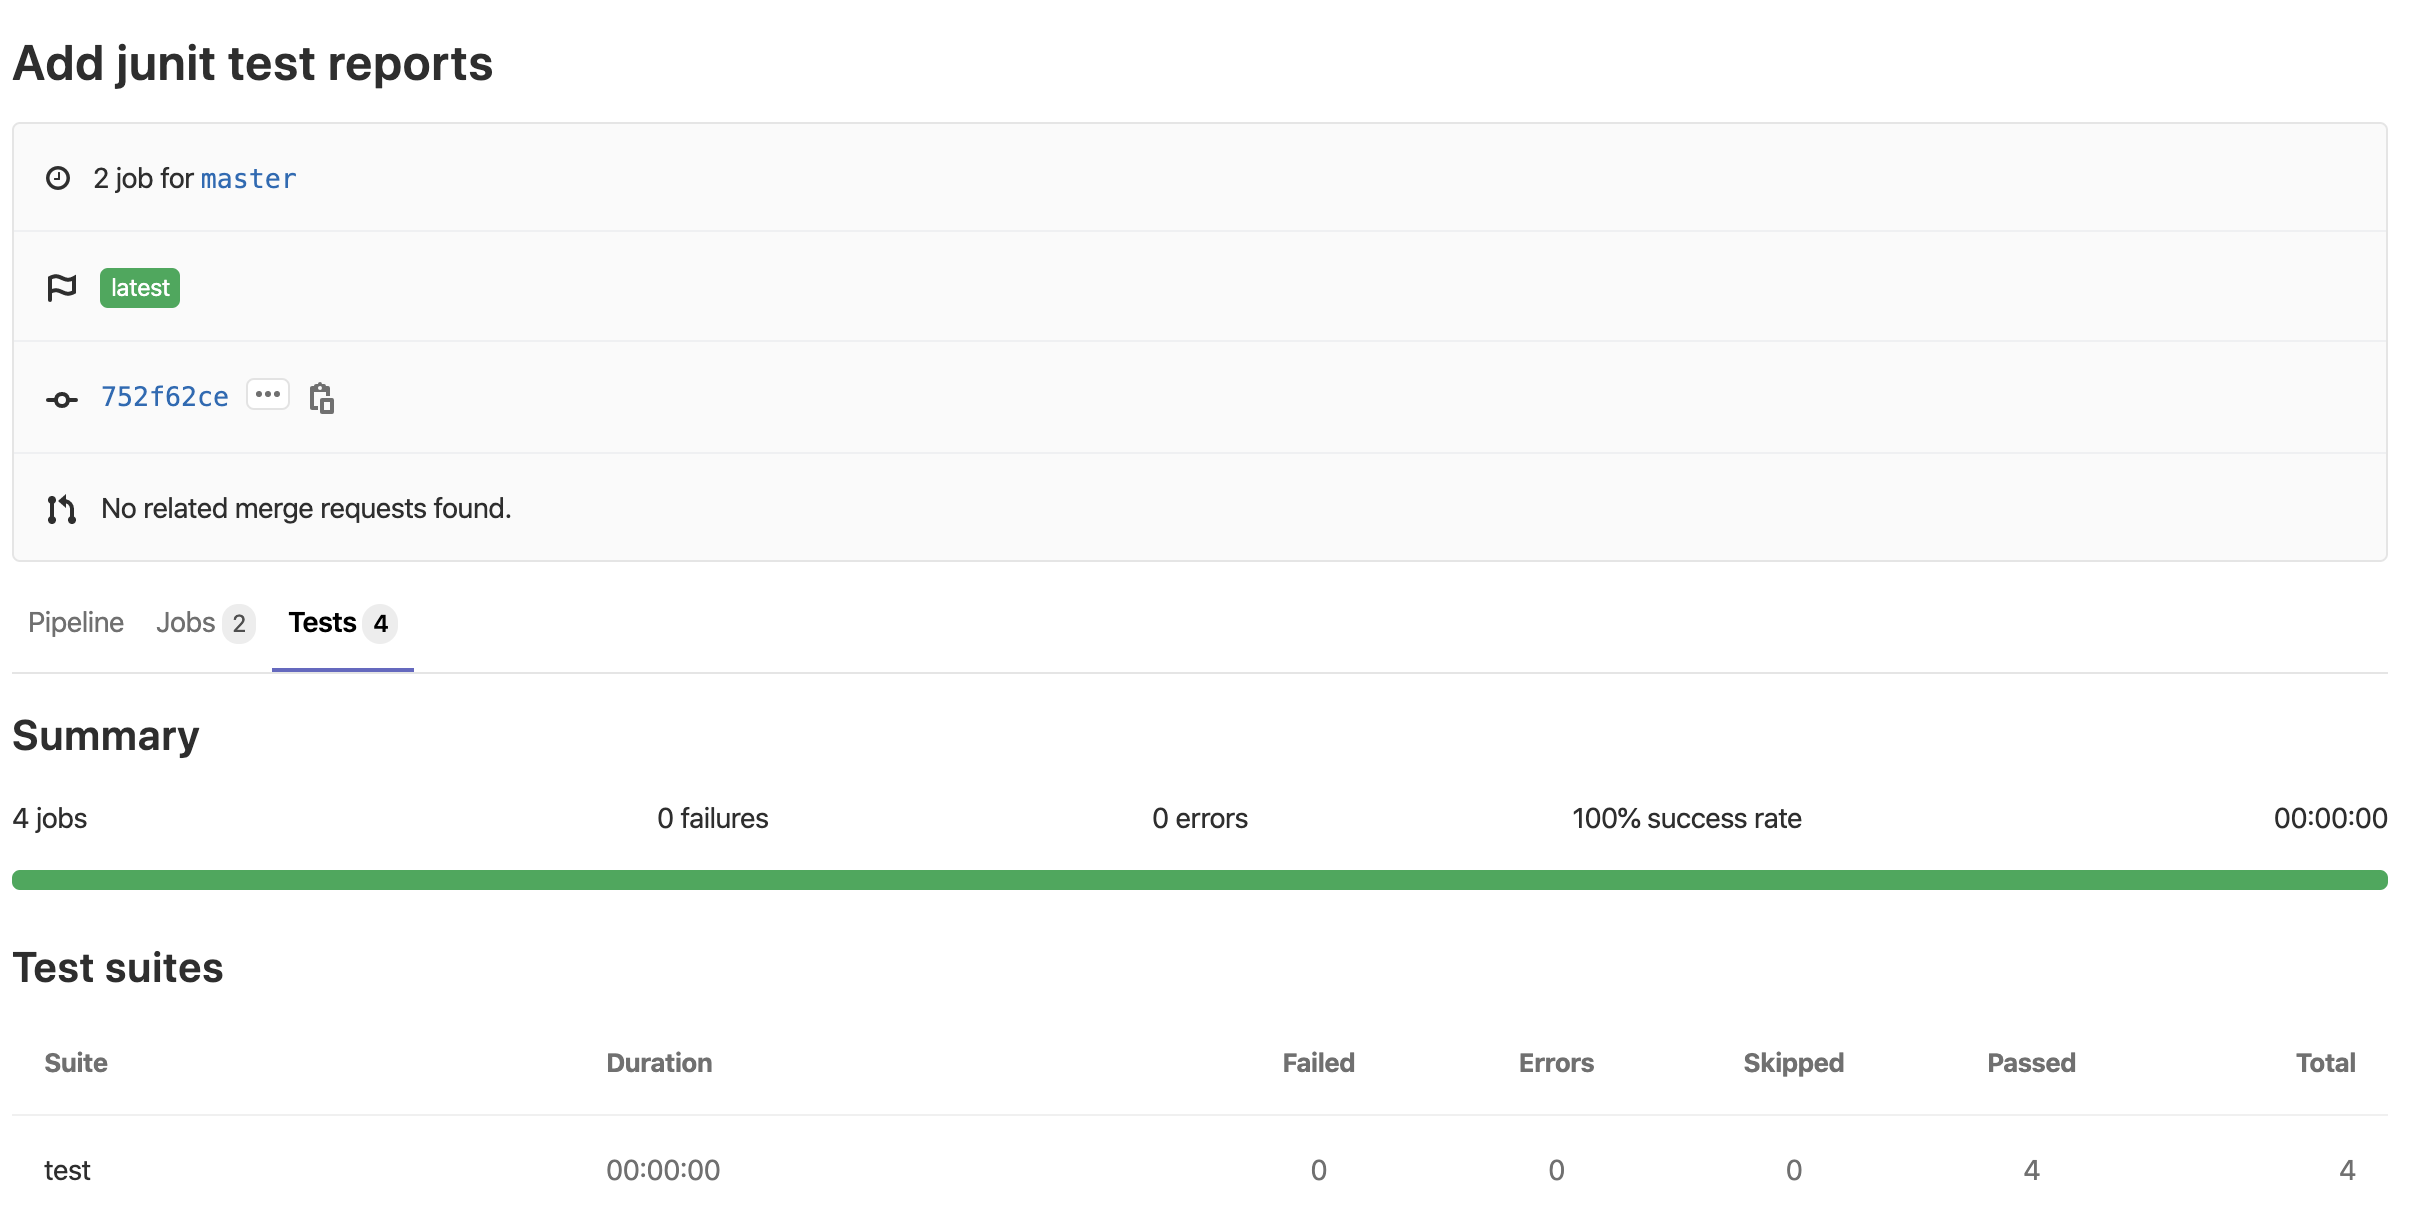 Add junit test reports
2 job for master
latest
752f62ce
No related merge requests found.
Pipeline Jobs 2 Tests 4
Summary
4 jobs 0 failures 0 errors 100% success rate 00:00:00
Test suites
Suite Duration Failed Errors Skipped Passed Total
test 00:00:00 0 0 0 4 4